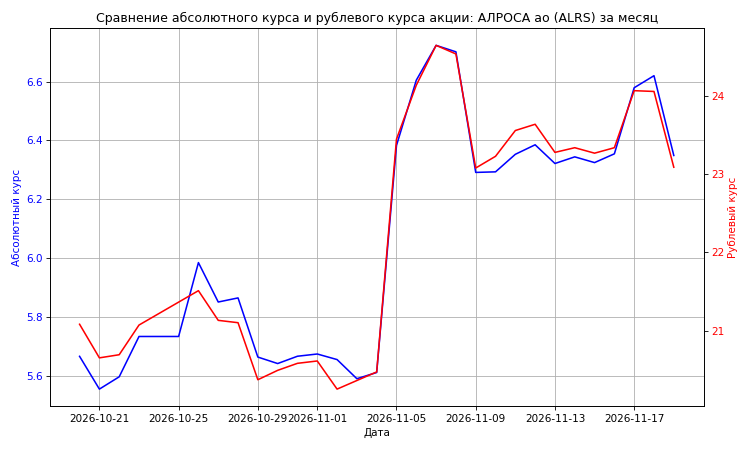 Сравнение абсолютного курса и рублевого курса акции: АЛРОСА ао (ALRS) за месяц
6.6
6.4
6.2
6.0
5.8
5.6
Абсолютный курс
24
23
22
21
Рублевый курс
2026-10-21 2026-10-25 2026-10-29 2026-11-01 2026-11-05 2026-11-09 2026-11-13 2026-11-17
Дата